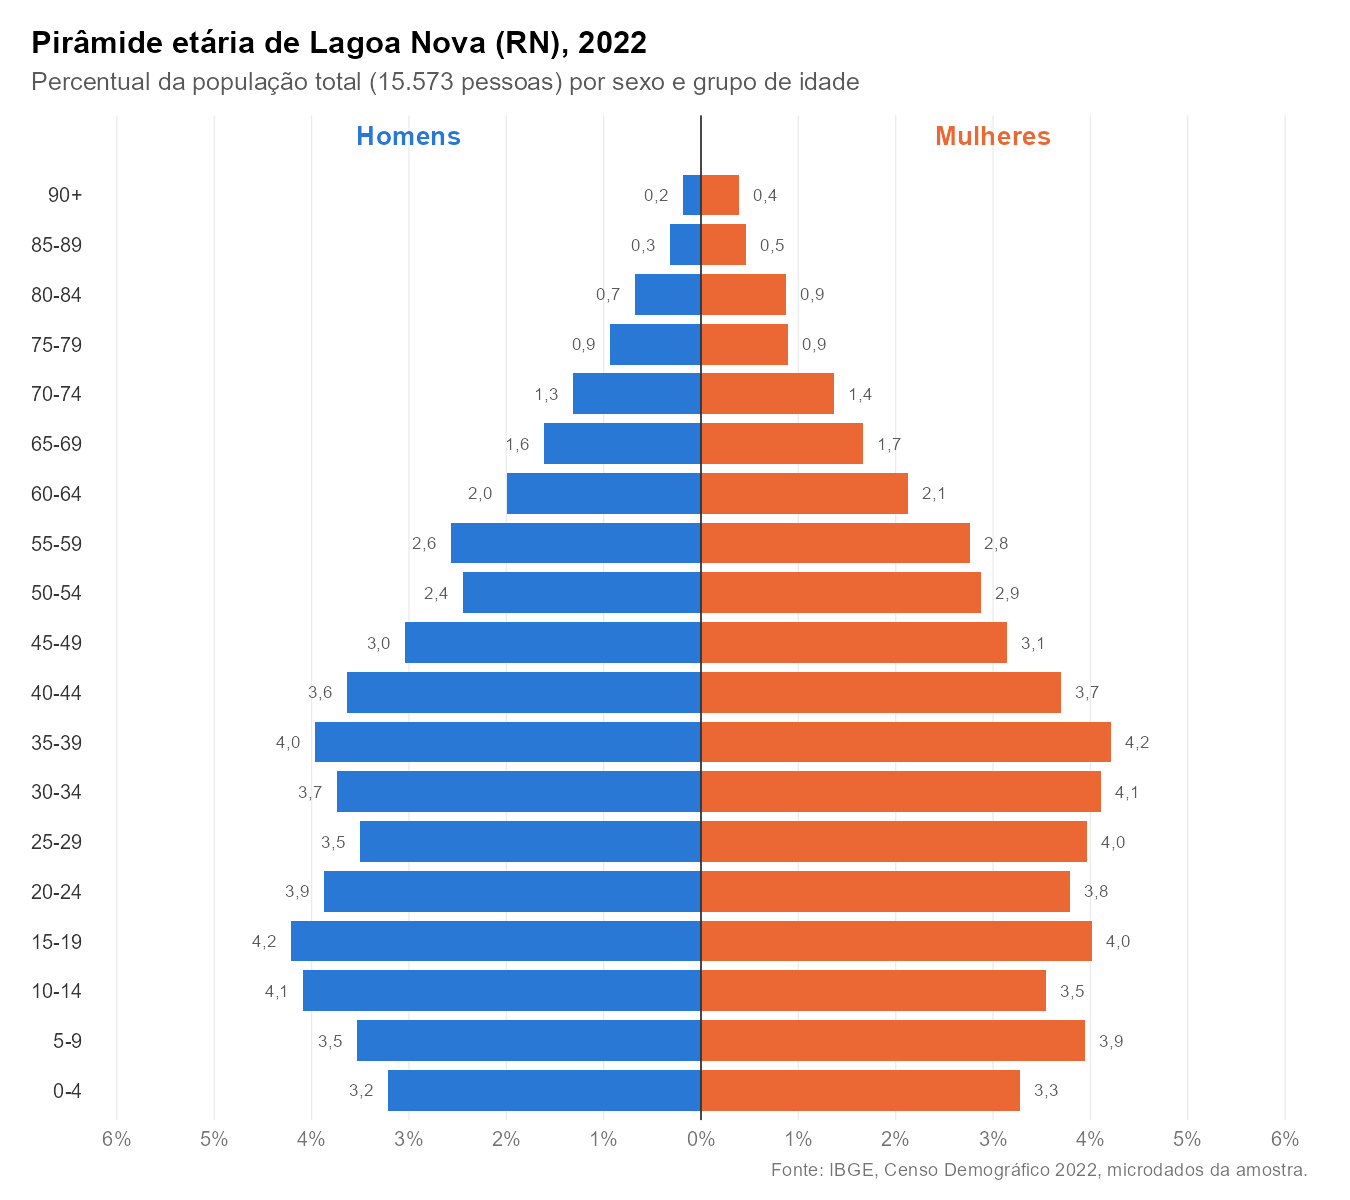 Pirâmide etária de Lagoa Nova (RN), 2022
Percentual da população total (15.573 pessoas) por sexo e grupo de idade
Homens Mulheres
90+ 0,2 0,4
85-89 0,3 0,5
80-84 0,7 0,9
75-79 0,9 0,9
70-74 1,3 1,4
65-69 1,6 1,7
60-64 2,0 2,1
55-59 2,6 2,8
50-54 2,4 2,9
45-49 3,0 3,1
40-44 3,6 3,7
35-39 4,0 4,2
30-34 3,7 4,1
25-29 3,5 4,0
20-24 3,9 3,8
15-19 4,2 4,0
10-14 4,1 3,5
5-9 3,5 3,9
0-4 3,2 3,3
6% 5% 4% 3% 2% 1% 0% 1% 2% 3% 4% 5% 6%
Fonte: IBGE, Censo Demográfico 2022, microdados da amostra.